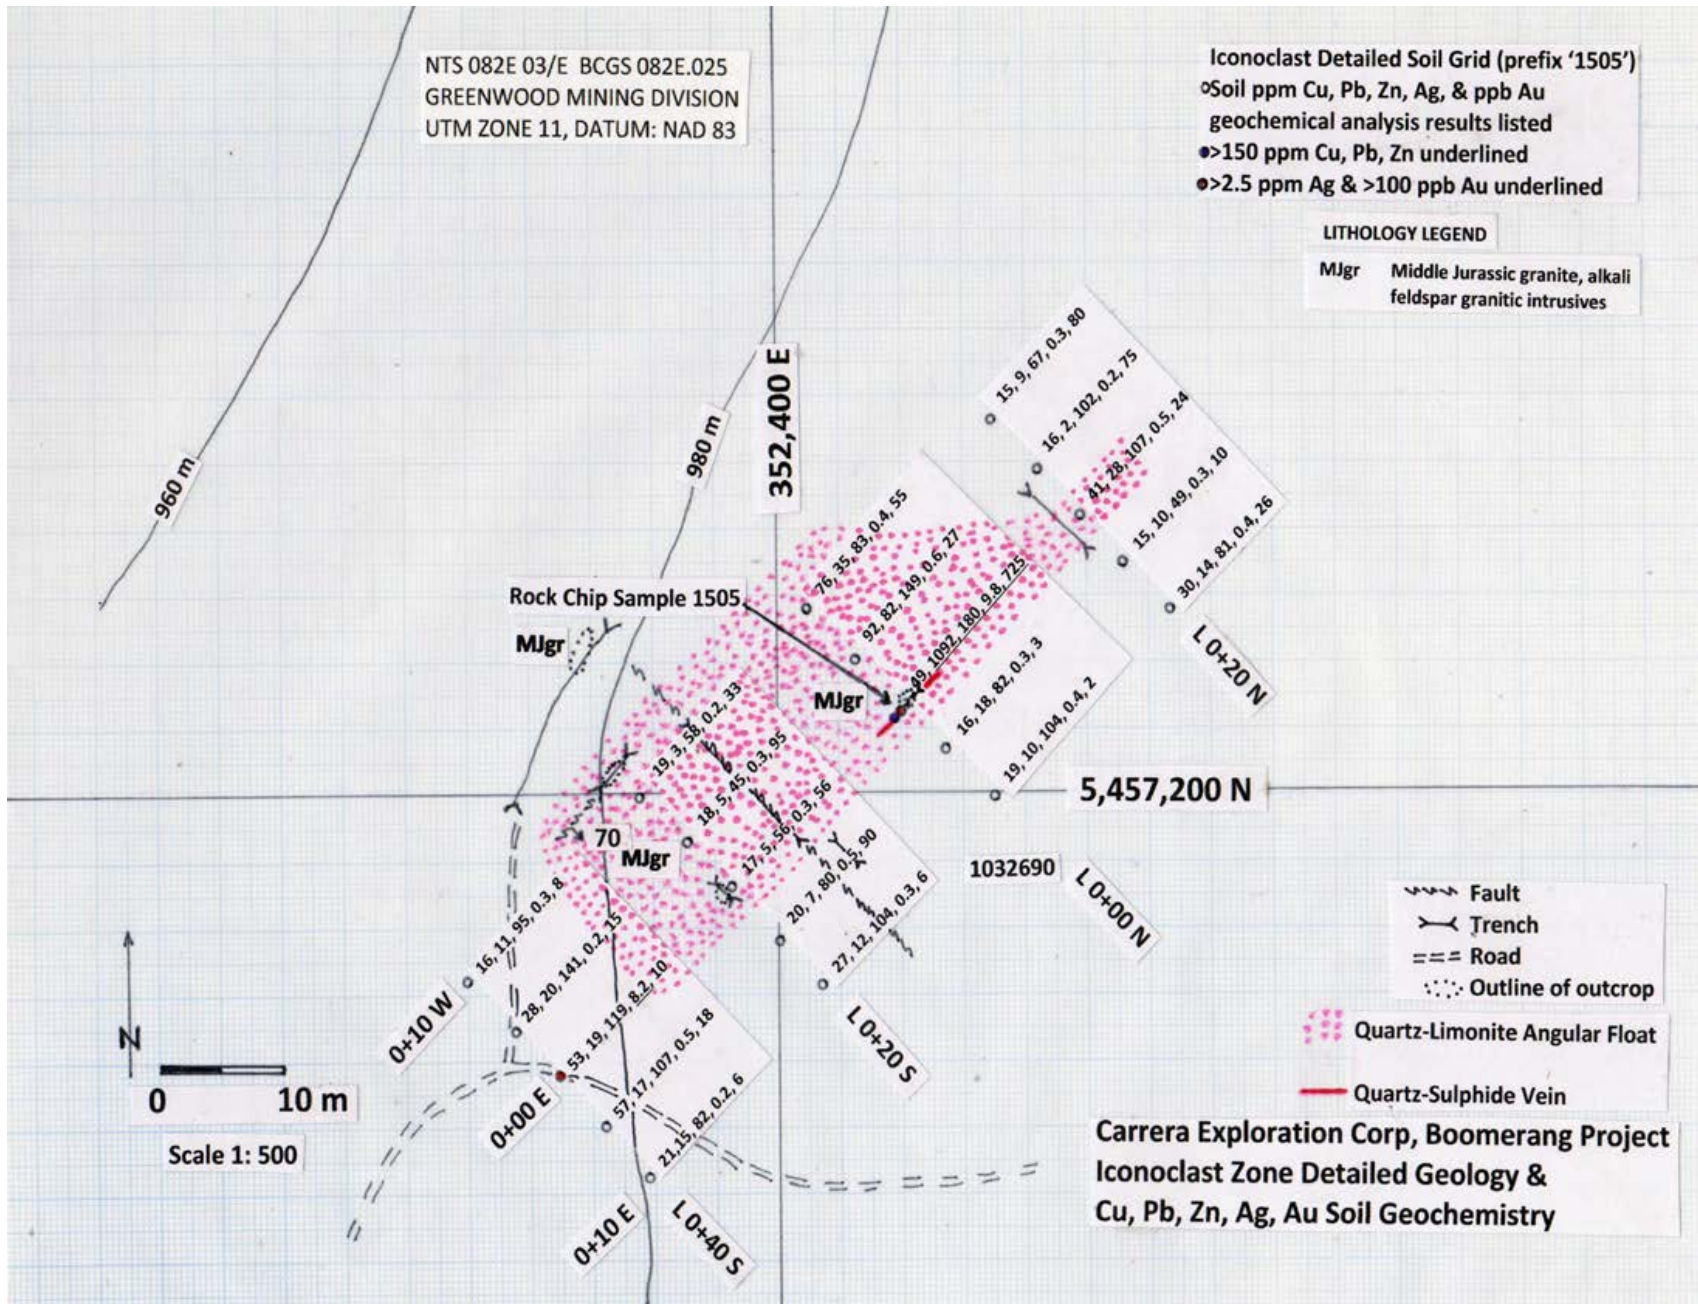 NTS 082E 03/E BCGS 082E.025
GREENWOOD MINING DIVISION
UTM ZONE 11, DATUM: NAD 83
Iconoclast Detailed Soil Grid (prefix ‘1505’)
Soil ppm Cu, Pb, Zn, Ag, & ppb Au
geochemical analysis results listed
>150 ppm Cu, Pb, Zn underlined
>2.5 ppm Ag & >100 ppb Au underlined
LITHOLOGY LEGEND
MJgr Middle Jurassic granite, alkali
feldspar granitic intrusives
960 m
980 m
352,400 E
15, 9, 67, 0.3, 80
16, 2, 102, 0.2, 75
41, 28, 107, 0.5, 24
15, 10, 49, 0.3, 10
30, 14, 81, 0.4, 26
L 0+20 N
76, 35, 83, 0.4, 55
92, 82, 149, 0.6, 27
49, 1092, 180, 9.8, 725
16, 18, 82, 0.3, 3
19, 10, 104, 0.4, 2
L 0+00 N
Rock Chip Sample 1505
MJgr
MJgr
5,457,200 N
1032690
19, 3, 58, 0.2, 33
18, 5, 45, 0.3, 95
17, 5, 56, 0.3, 56
20, 7, 80, 0.5, 90
27, 12, 104, 0.3, 6
L 0+20 S
70
MJgr
16, 11, 95, 0.3, 8
28, 20, 141, 0.2, 15
53, 19, 119, 8.2, 10
57, 17, 107, 0.5, 18
21, 15, 82, 0.2, 6
L 0+40 S
0+10 W
0+00 E
0+10 E
N
0 10 m
Scale 1: 500
Fault
Trench
Road
Outline of outcrop
Quartz-Limonite Angular Float
Quartz-Sulphide Vein
Carrera Exploration Corp, Boomerang Project
Iconoclast Zone Detailed Geology &
Cu, Pb, Zn, Ag, Au Soil Geochemistry